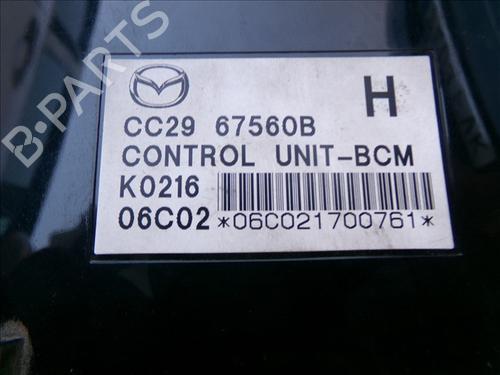 B-PARTS
H
CC29 67560B
CONTROL UNIT-BCM
K0216
06C02 *06C021700761*